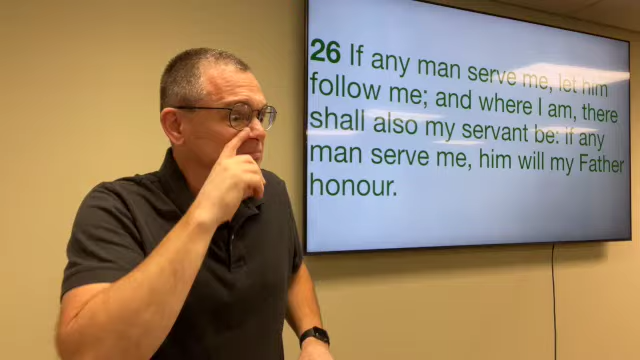 26 If any man serve me, let him
follow me; and where I am, there
shall also my servant be: if any
man serve me, him will my Father
honour.